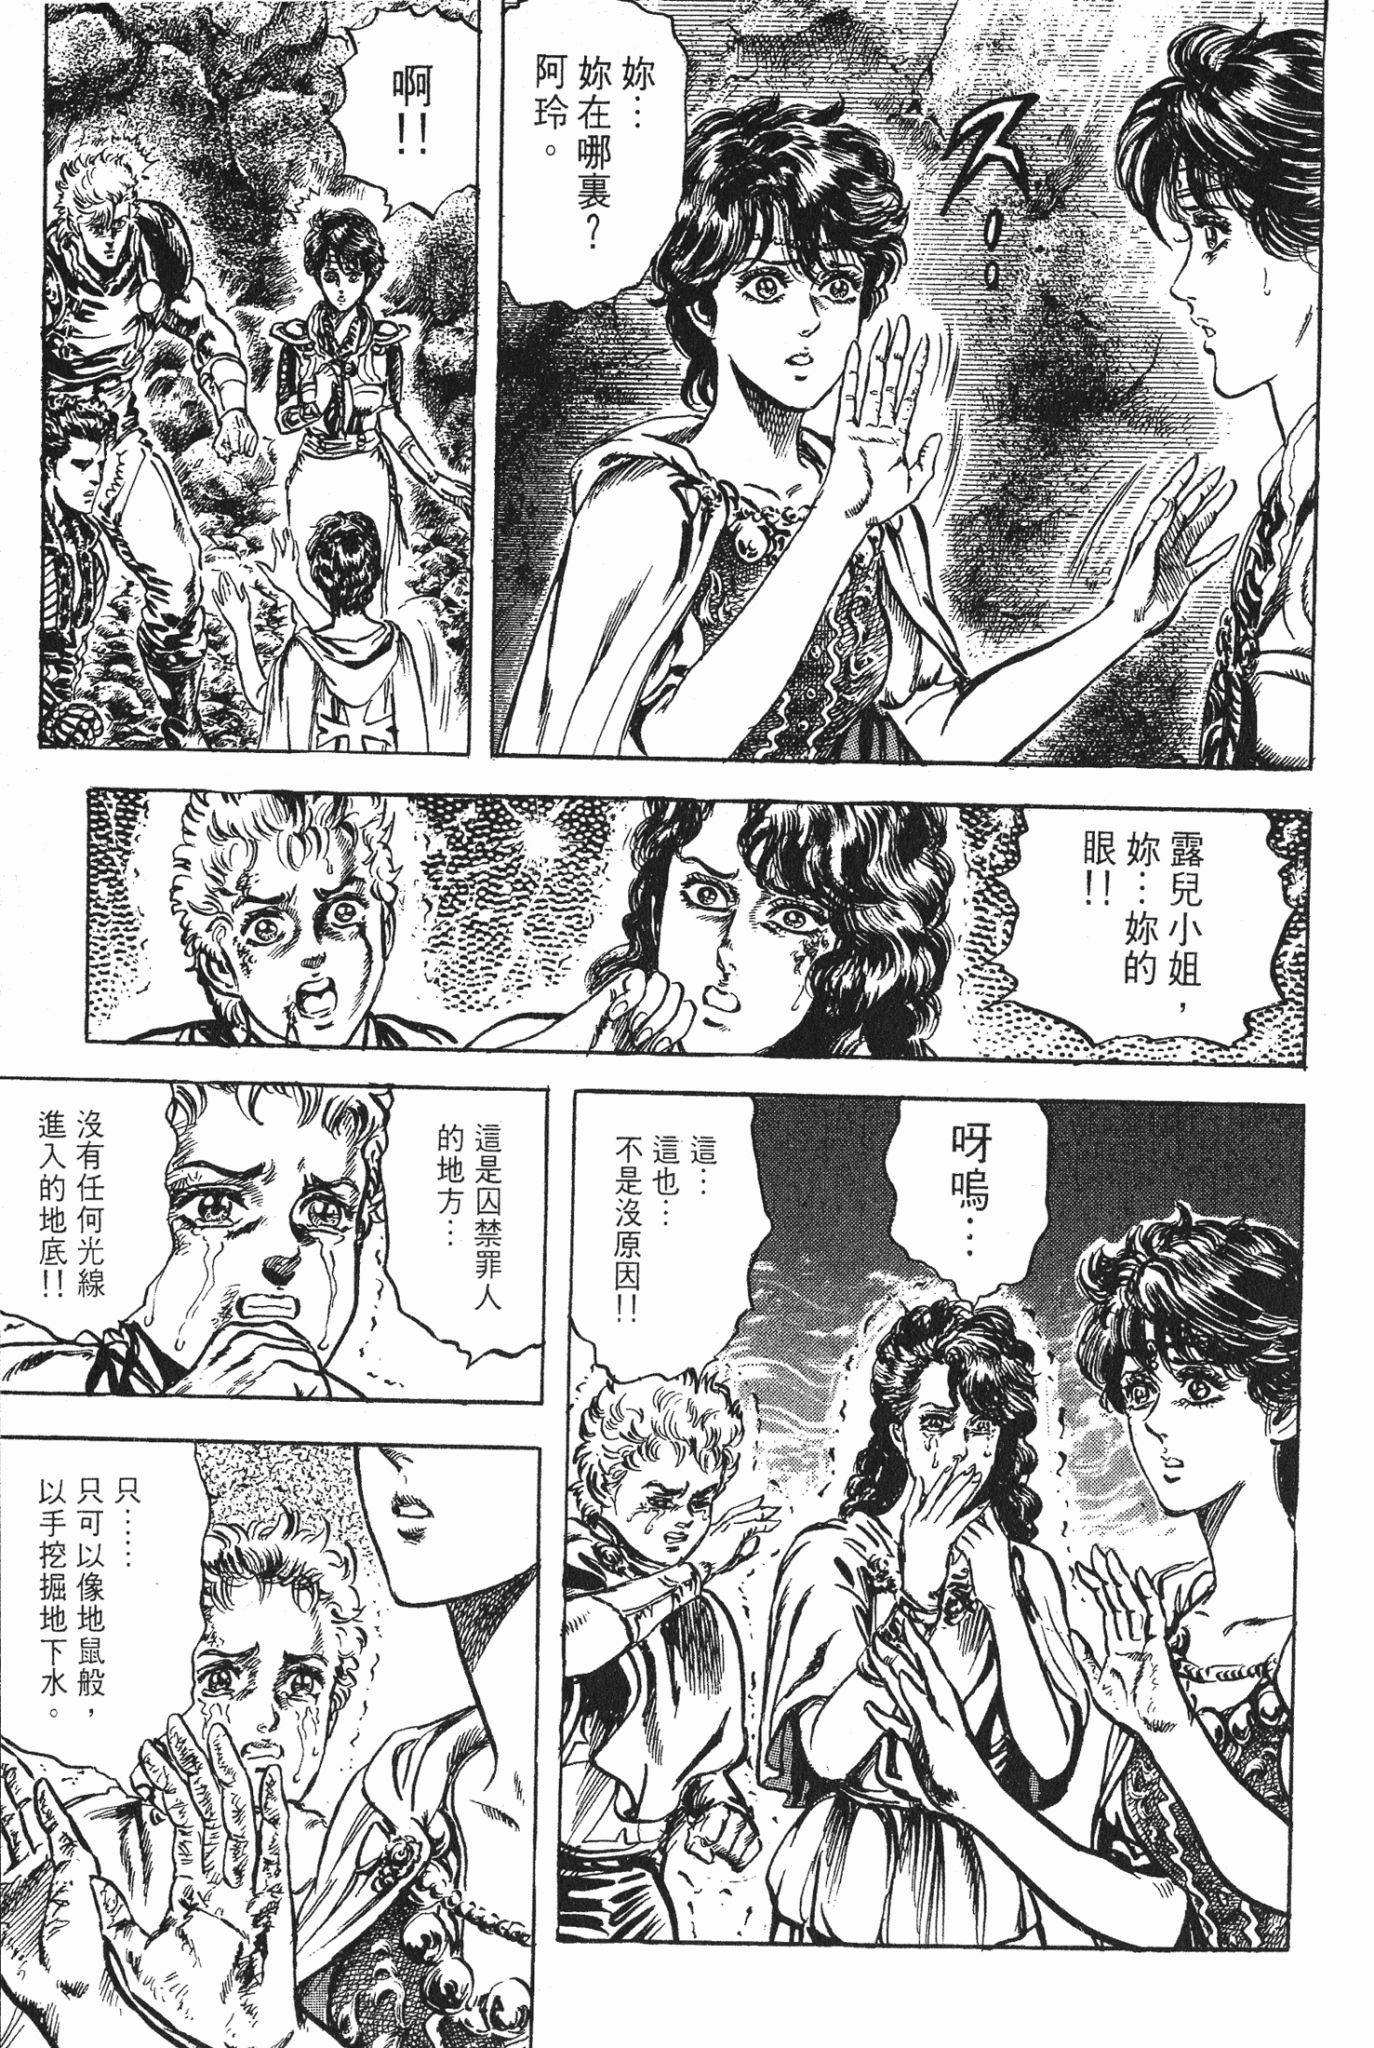 ス。。
妳…
妳在哪裏?
阿玲。
啊!!
露兒小姐,
妳…妳的
眼!!
呀嗚…
這…
這也…
不是沒原因!!
這是囚禁罪人
的地方…
沒有任何光線
進入的地底!!
只……
只可以像地鼠般,
以手挖掘地下水。